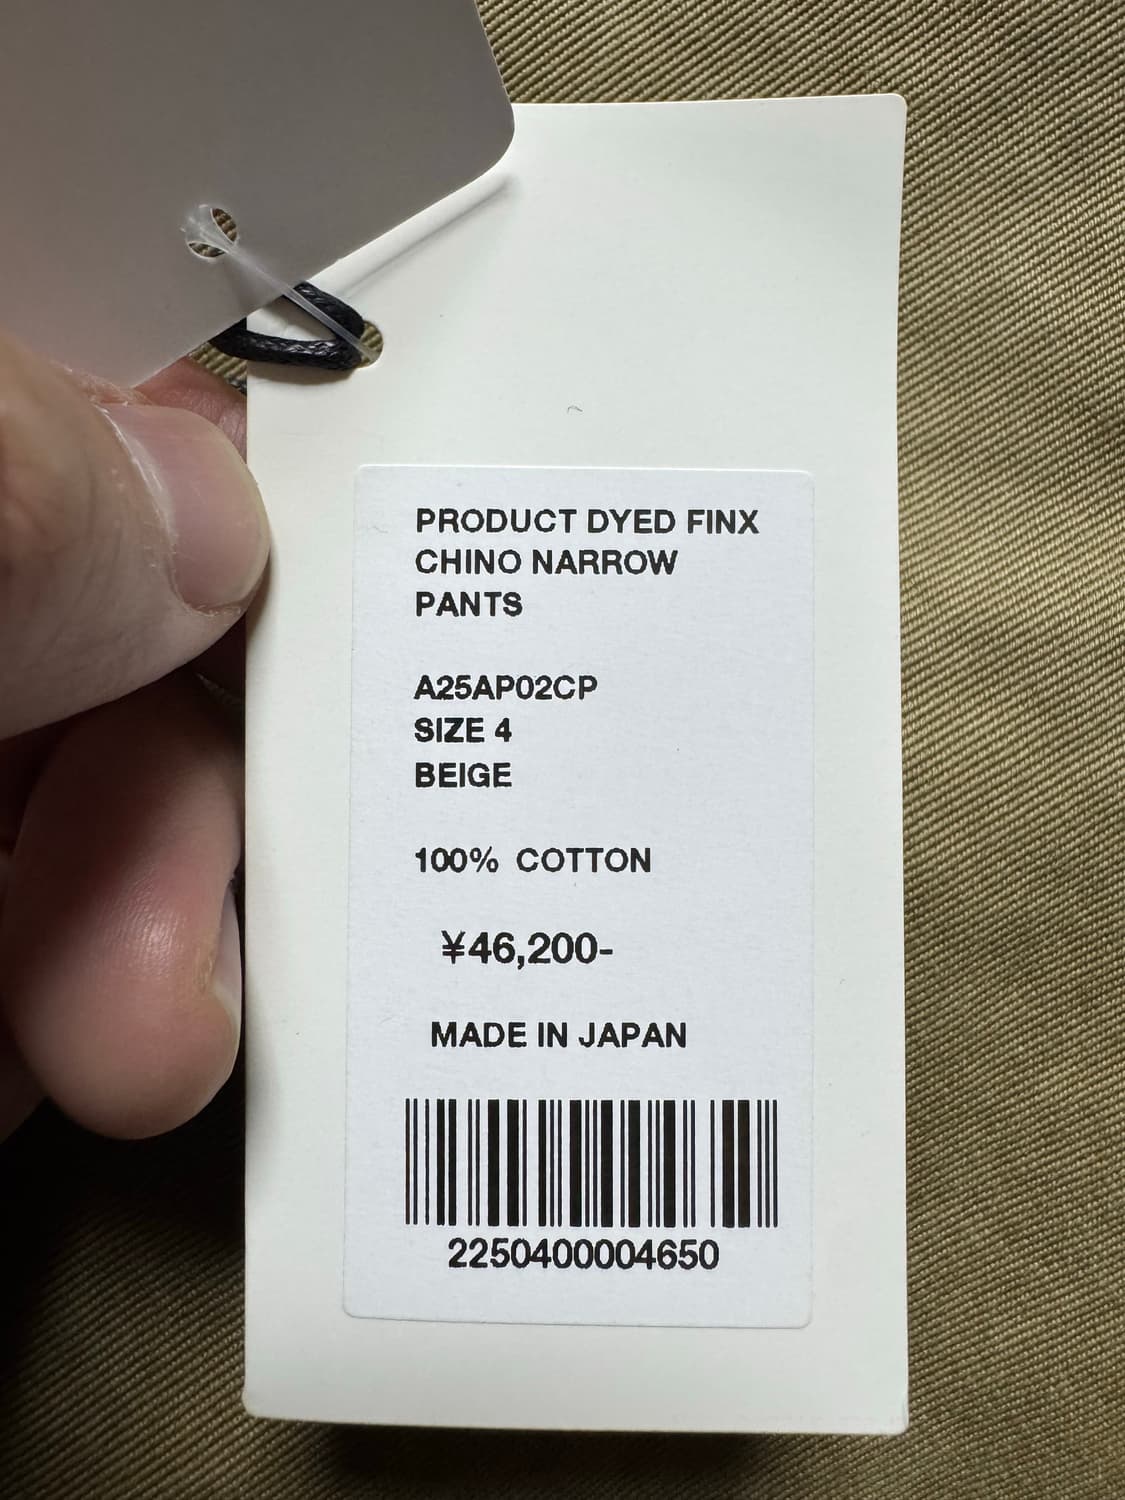 PRODUCT DYED FINX
CHINO NARROW
PANTS
A25AP02CP
SIZE 4
BEIGE
100% COTTON
¥46,200-
MADE IN JAPAN
2250400004650